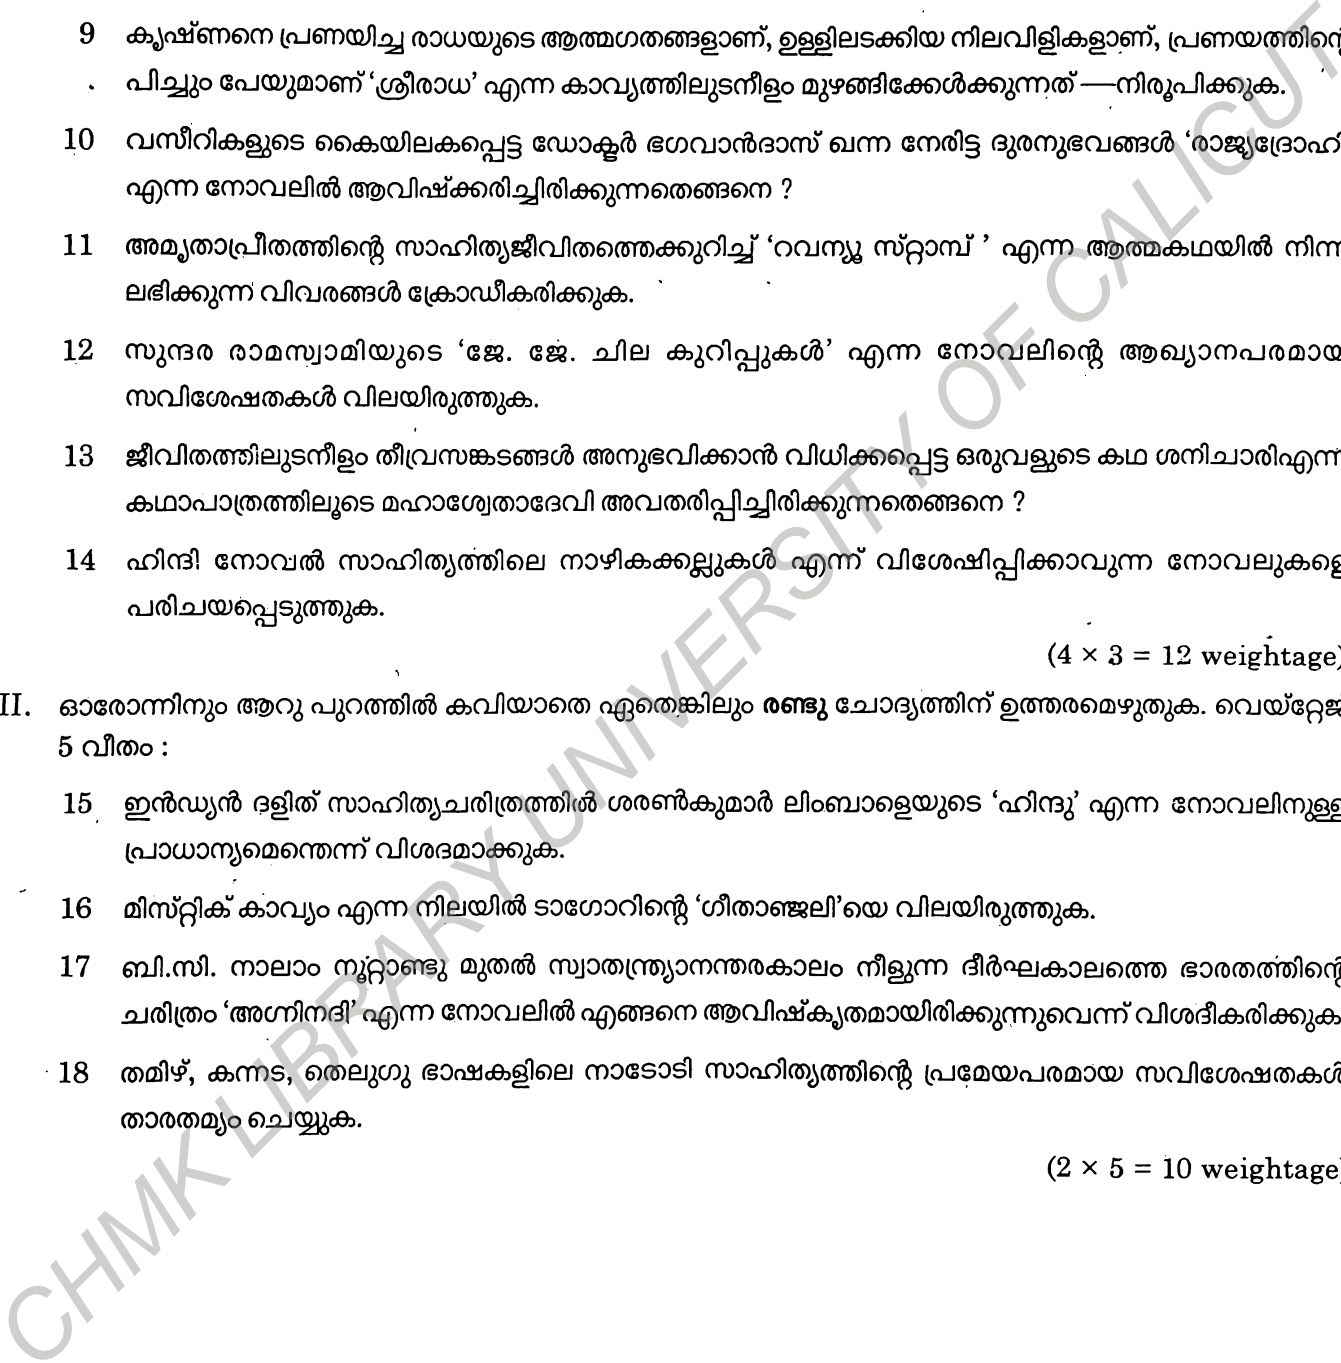 9 കൃഷ്ണനെ പ്രണയിച്ച രാധയുടെ ആത്മഗതങ്ങളാണ്, ഉള്ളിലടക്കിയ നിലവിളികളാണ്, പ്രണയത്തിന്റെ
പിച്ചും പേയുമാണ് 'ശ്രീരാധ' എന്ന കാവ്യത്തിലുടനീളം മുഴങ്ങിക്കേൾക്കുന്നത് —നിരൂപിക്കുക.
10 വസീറികളുടെ കൈയിലകപ്പെട്ട ഡോക്ടർ ഭഗവാൻദാസ് ഖന്ന നേരിട്ട ദുരനുഭവങ്ങൾ 'രാജ്യദ്രോഹി
എന്ന നോവലിൽ ആവിഷ്ക്കരിച്ചിരിക്കുന്നതെങ്ങനെ ?
11 അമൃതാപ്രീതത്തിന്റെ സാഹിത്യജീവിതത്തെക്കുറിച്ച് 'റവന്യൂ സ്റ്റാമ്പ് ' എന്ന ആത്മകഥയിൽ നിന്ന
ലഭിക്കുന്ന വിവരങ്ങൾ ക്രോഡീകരിക്കുക.
12 സുന്ദര രാമസ്വാമിയുടെ 'ജേ. ജേ. ചില കുറിപ്പുകൾ' എന്ന നോവലിന്റെ ആഖ്യാനപരമായ
സവിശേഷതകൾ വിലയിരുത്തുക.
13 ജീവിതത്തിലുടനീളം തീവ്രസങ്കടങ്ങൾ അനുഭവിക്കാൻ വിധിക്കപ്പെട്ട ഒരുവളുടെ കഥ ശനിചാരിഎന്ന
കഥാപാത്രത്തിലൂടെ മഹാശ്വേതാദേവി അവതരിപ്പിച്ചിരിക്കുന്നതെങ്ങനെ ?
14 ഹിന്ദി നോവൽ സാഹിത്യത്തിലെ നാഴികക്കല്ലുകൾ എന്ന് വിശേഷിപ്പിക്കാവുന്ന നോവലുകളെ
പരിചയപ്പെടുത്തുക.
(4 × 3 = 12 weightage)
II. ഓരോന്നിനും ആറു പുറത്തിൽ കവിയാതെ ഏതെങ്കിലും രണ്ടു ചോദ്യത്തിന് ഉത്തരമെഴുതുക. വെയ്റ്റേജ്
5 വീതം :
15 ഇൻഡ്യൻ ദളിത് സാഹിത്യചരിത്രത്തിൽ ശരൺകുമാർ ലിംബാളെയുടെ 'ഹിന്ദു' എന്ന നോവലിനുള്ള
പ്രാധാന്യമെന്തെന്ന് വിശദമാക്കുക.
16 മിസ്റ്റിക് കാവ്യം എന്ന നിലയിൽ ടാഗോറിന്റെ 'ഗീതാഞ്ജലി'യെ വിലയിരുത്തുക.
17 ബി.സി. നാലാം നൂറ്റാണ്ടു മുതൽ സ്വാതന്ത്ര്യാനന്തരകാലം നീളുന്ന ദീർഘകാലത്തെ ഭാരതത്തിന്റെ
ചരിത്രം 'അഗ്നിനദി' എന്ന നോവലിൽ എങ്ങനെ ആവിഷ്കൃതമായിരിക്കുന്നുവെന്ന് വിശദീകരിക്കുക
18 തമിഴ്, കന്നട, തെലുഗു ഭാഷകളിലെ നാടോടി സാഹിത്യത്തിന്റെ പ്രമേയപരമായ സവിശേഷതകൾ
താരതമ്യം ചെയ്യുക.
(2 × 5 = 10 weightage)
CHMK LIBRARY UNIVERSITY OF CALICUT